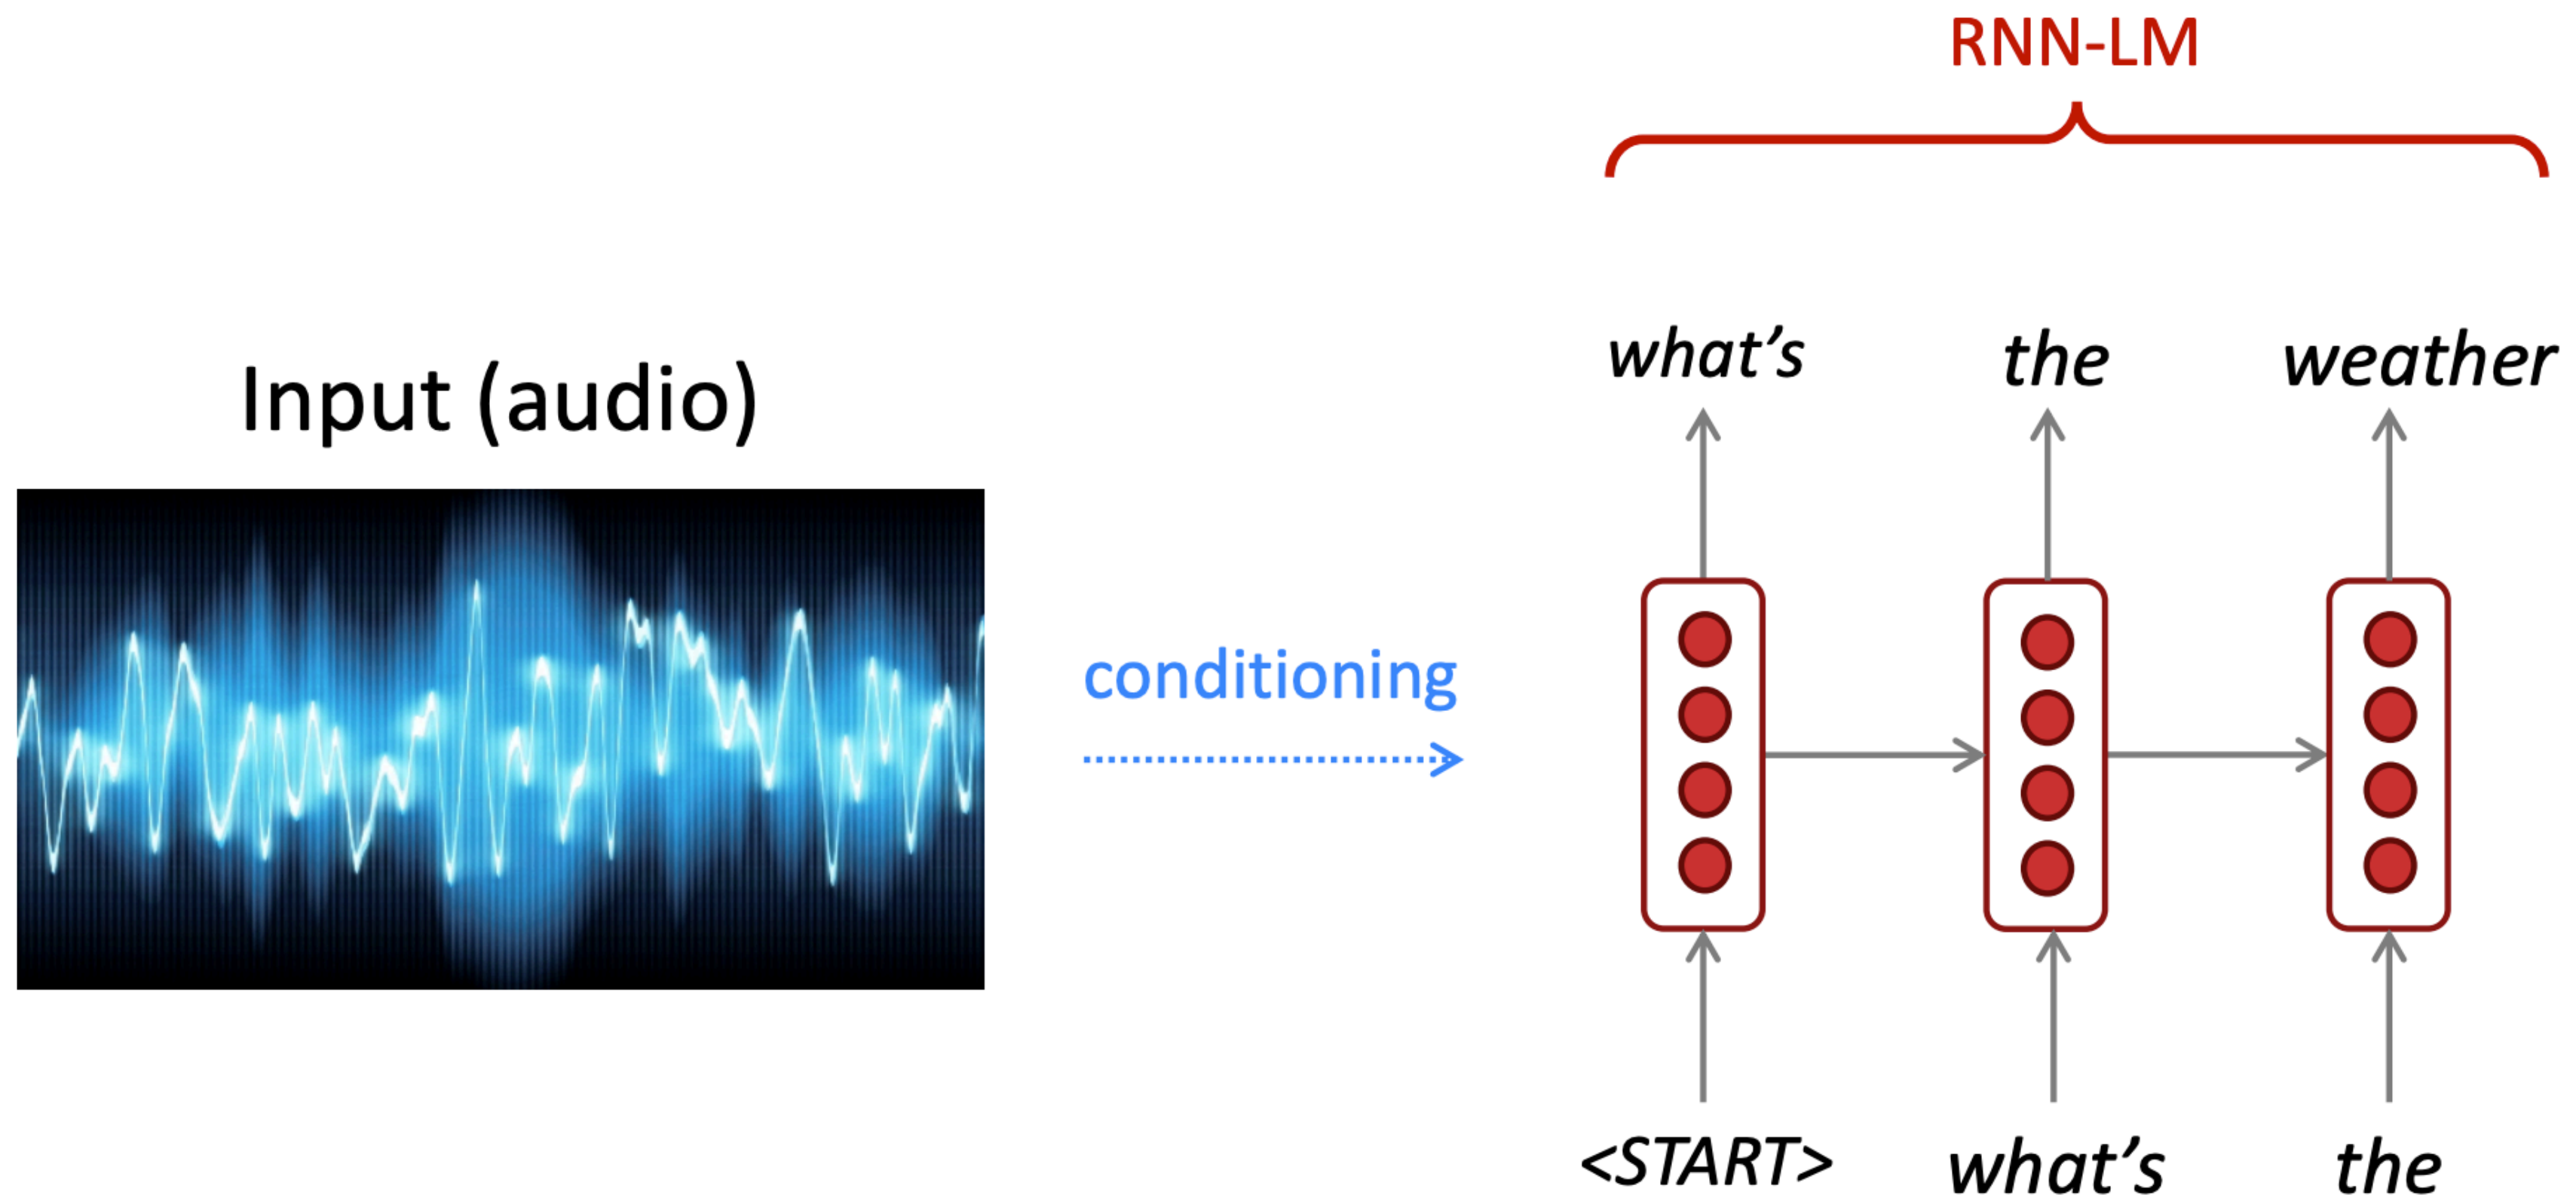 RNN-LM
Input (audio)
what’s the weather
conditioning
<START> what’s the